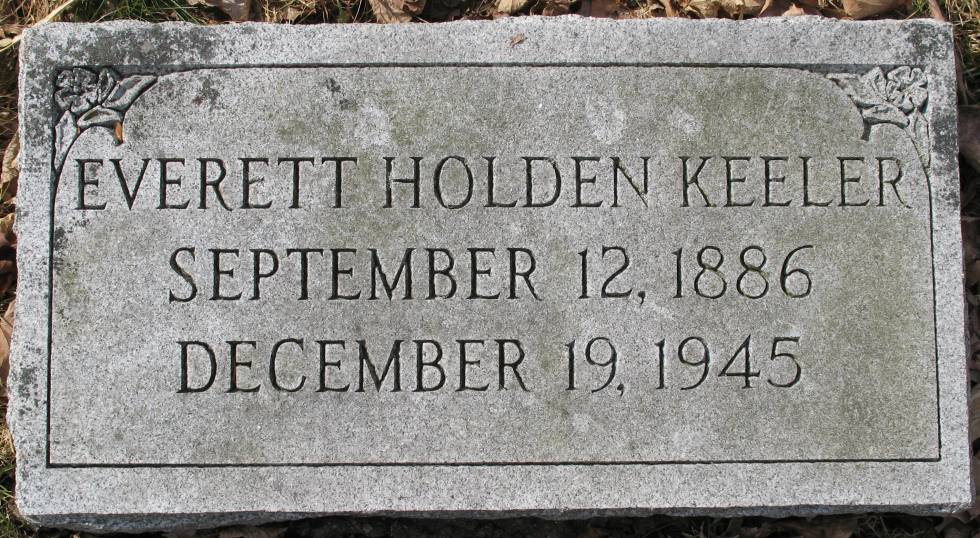 EVERETT HOLDEN KEELER
SEPTEMBER 12, 1886
DECEMBER 19, 1945